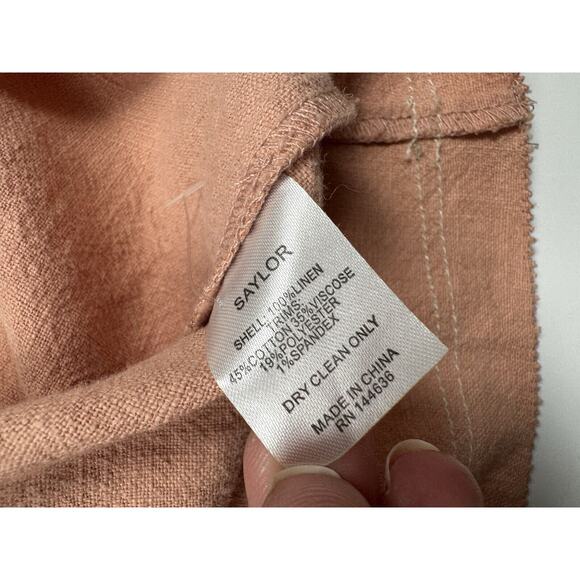 SAYLOR
SHELL: 100%LINEN
TRIMS:
45%COTTON 35%VISCOSE
19%POLYESTER
1%SPANDEX
DRY CLEAN ONLY
MADE IN CHINA
RN 144636